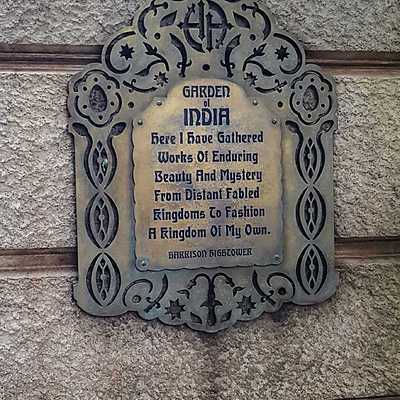 GARDEN
of
INDIA
Here I Have Gathered
Works Of Enduring
Beauty And Mystery
From Distant Fabled
Kingdoms To Fashion
A Kingdom Of My Own.
HARRISON HIGHTOWER